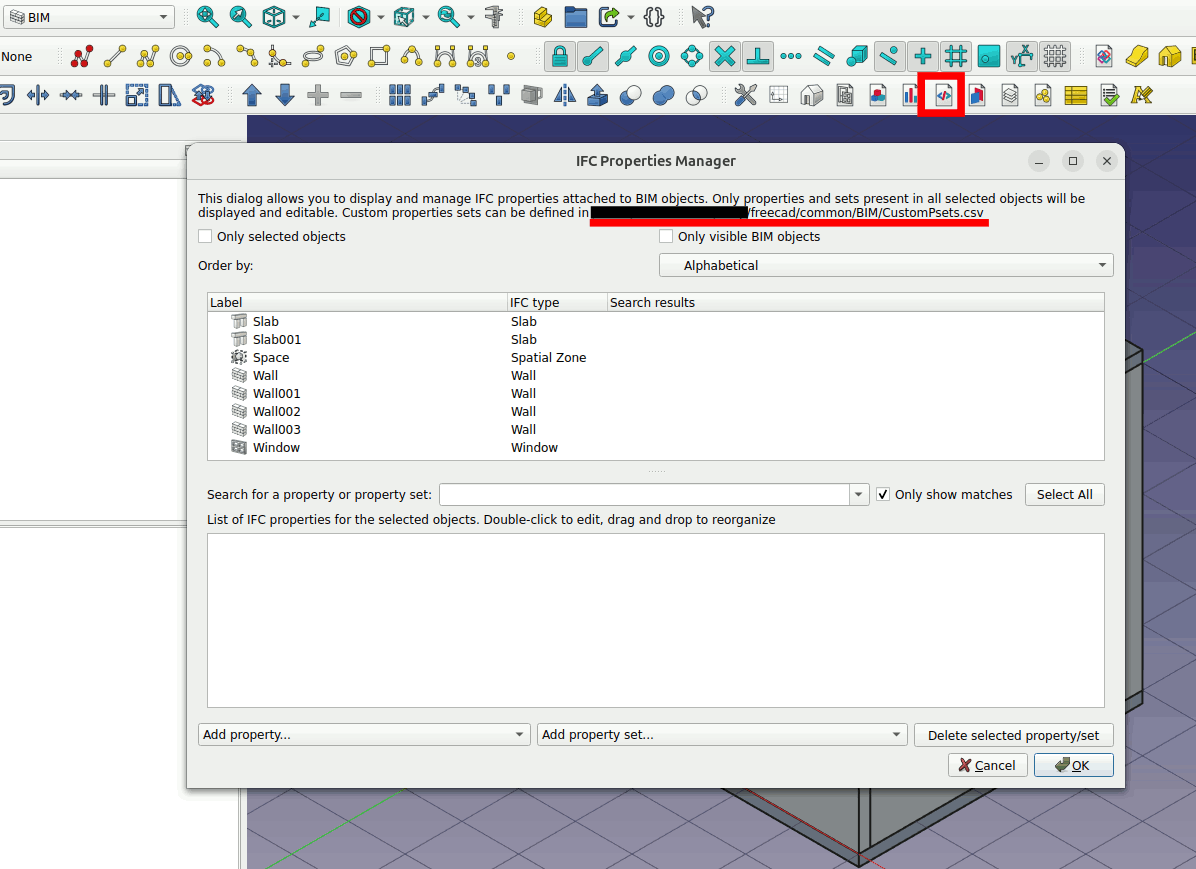 BIM
None
IFC Properties Manager
This dialog allows you to display and manage IFC properties attached to BIM objects. Only properties and sets present in all selected objects will be
displayed and editable. Custom properties sets can be defined in /freecad/common/BIM/CustomPsets.csv
Only selected objects
Only visible BIM objects
Order by:
Alphabetical
Label IFC type Search results
Slab Slab
Slab001 Slab
Space Spatial Zone
Wall Wall
Wall001 Wall
Wall002 Wall
Wall003 Wall
Window Window
Search for a property or property set:
Only show matches
Select All
List of IFC properties for the selected objects. Double-click to edit, drag and drop to reorganize
Add property...
Add property set...
Delete selected property/set
Cancel
OK